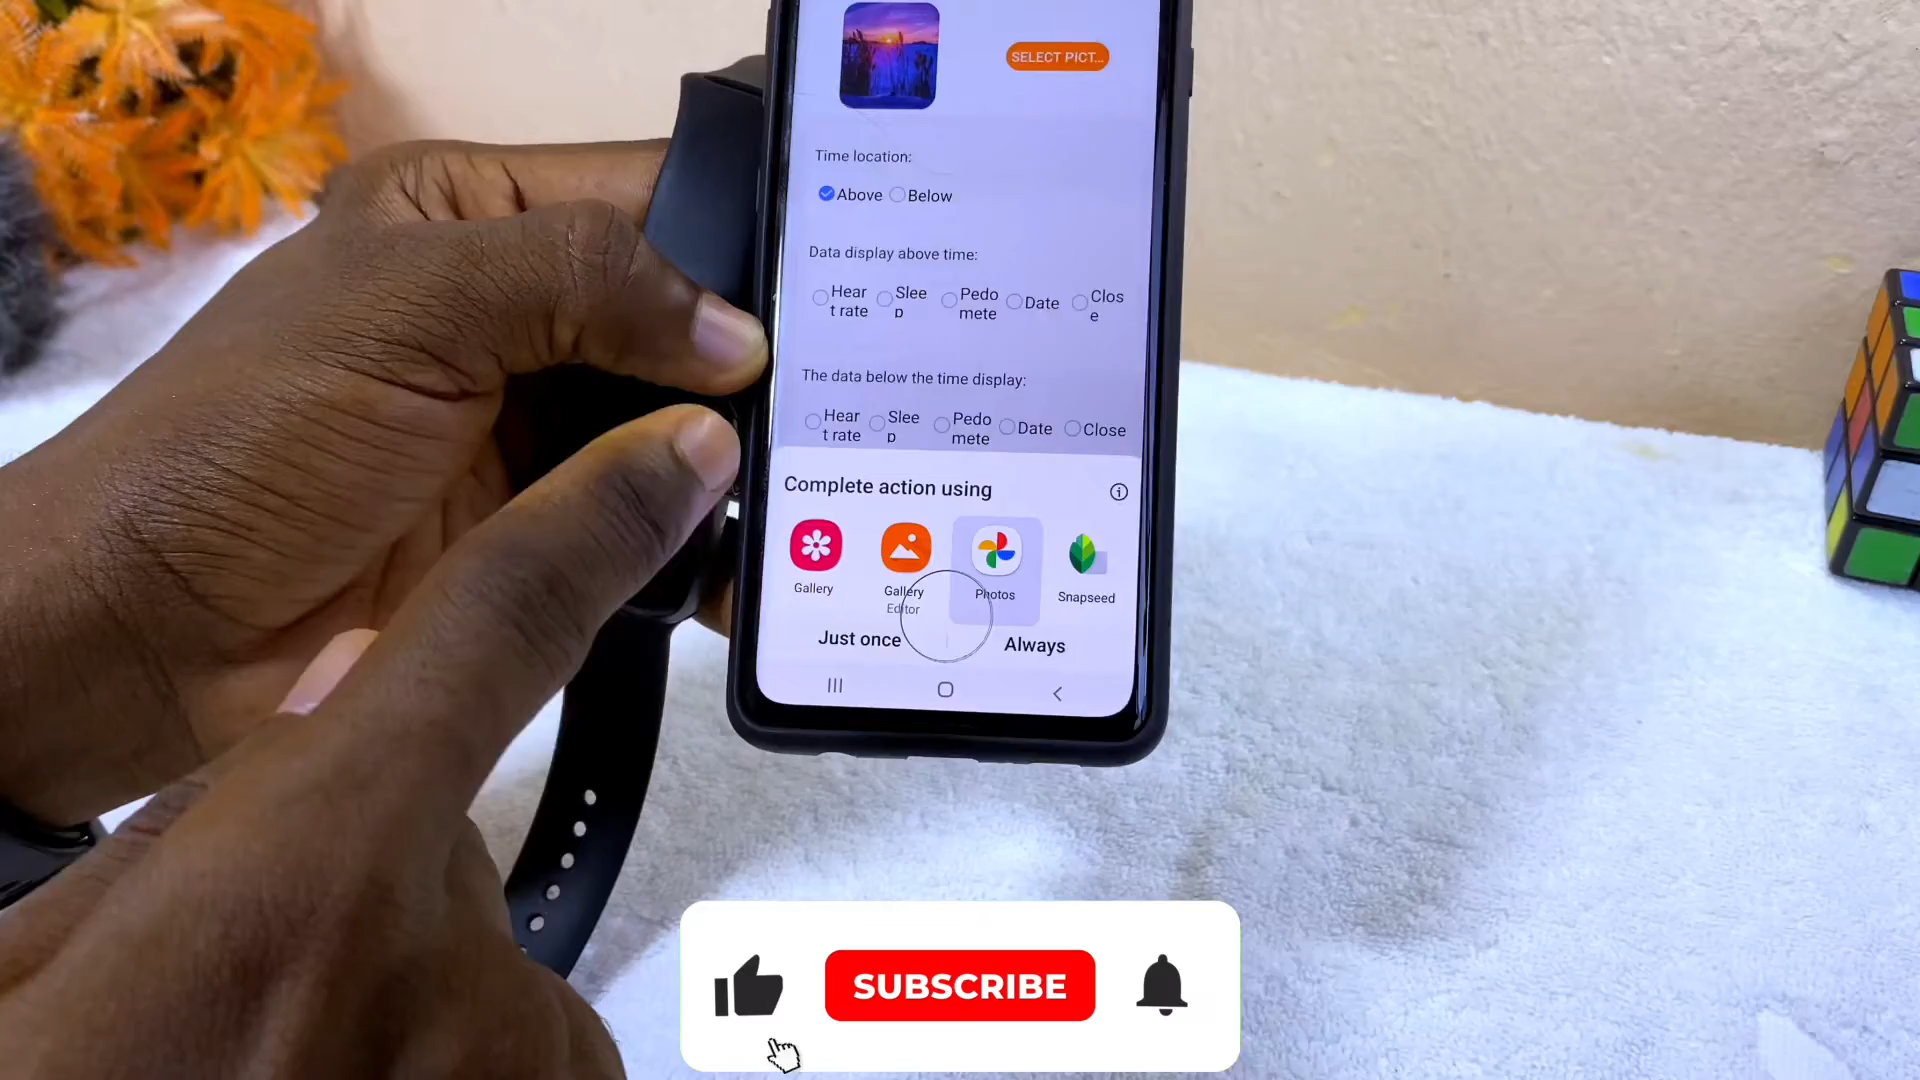 SELECT PICT...
Time location:
Above Below
Data display above time:
Hear
t rate
Slee
p
Pedo
mete
Date
Clos
e
The data below the time display:
Hear
t rate
Slee
p
Pedo
mete
Date
Close
Complete action using
Gallery
Gallery
Editor
Photos
Snapseed
Just once
Always
SUBSCRIBE